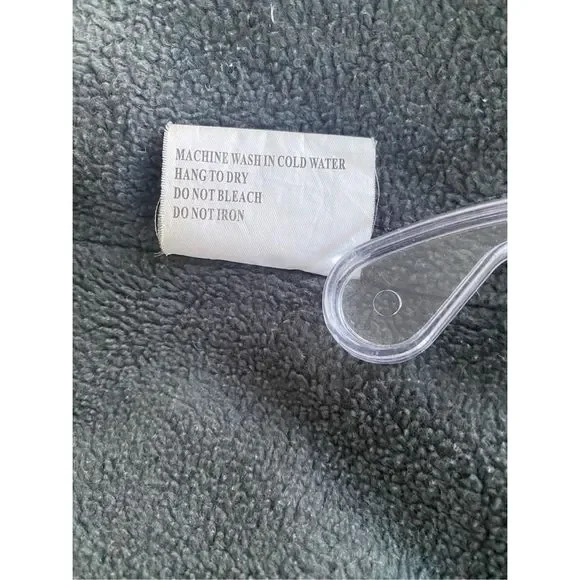 MACHINE WASH IN COLD WATER
HANG TO DRY
DO NOT BLEACH
DO NOT IRON